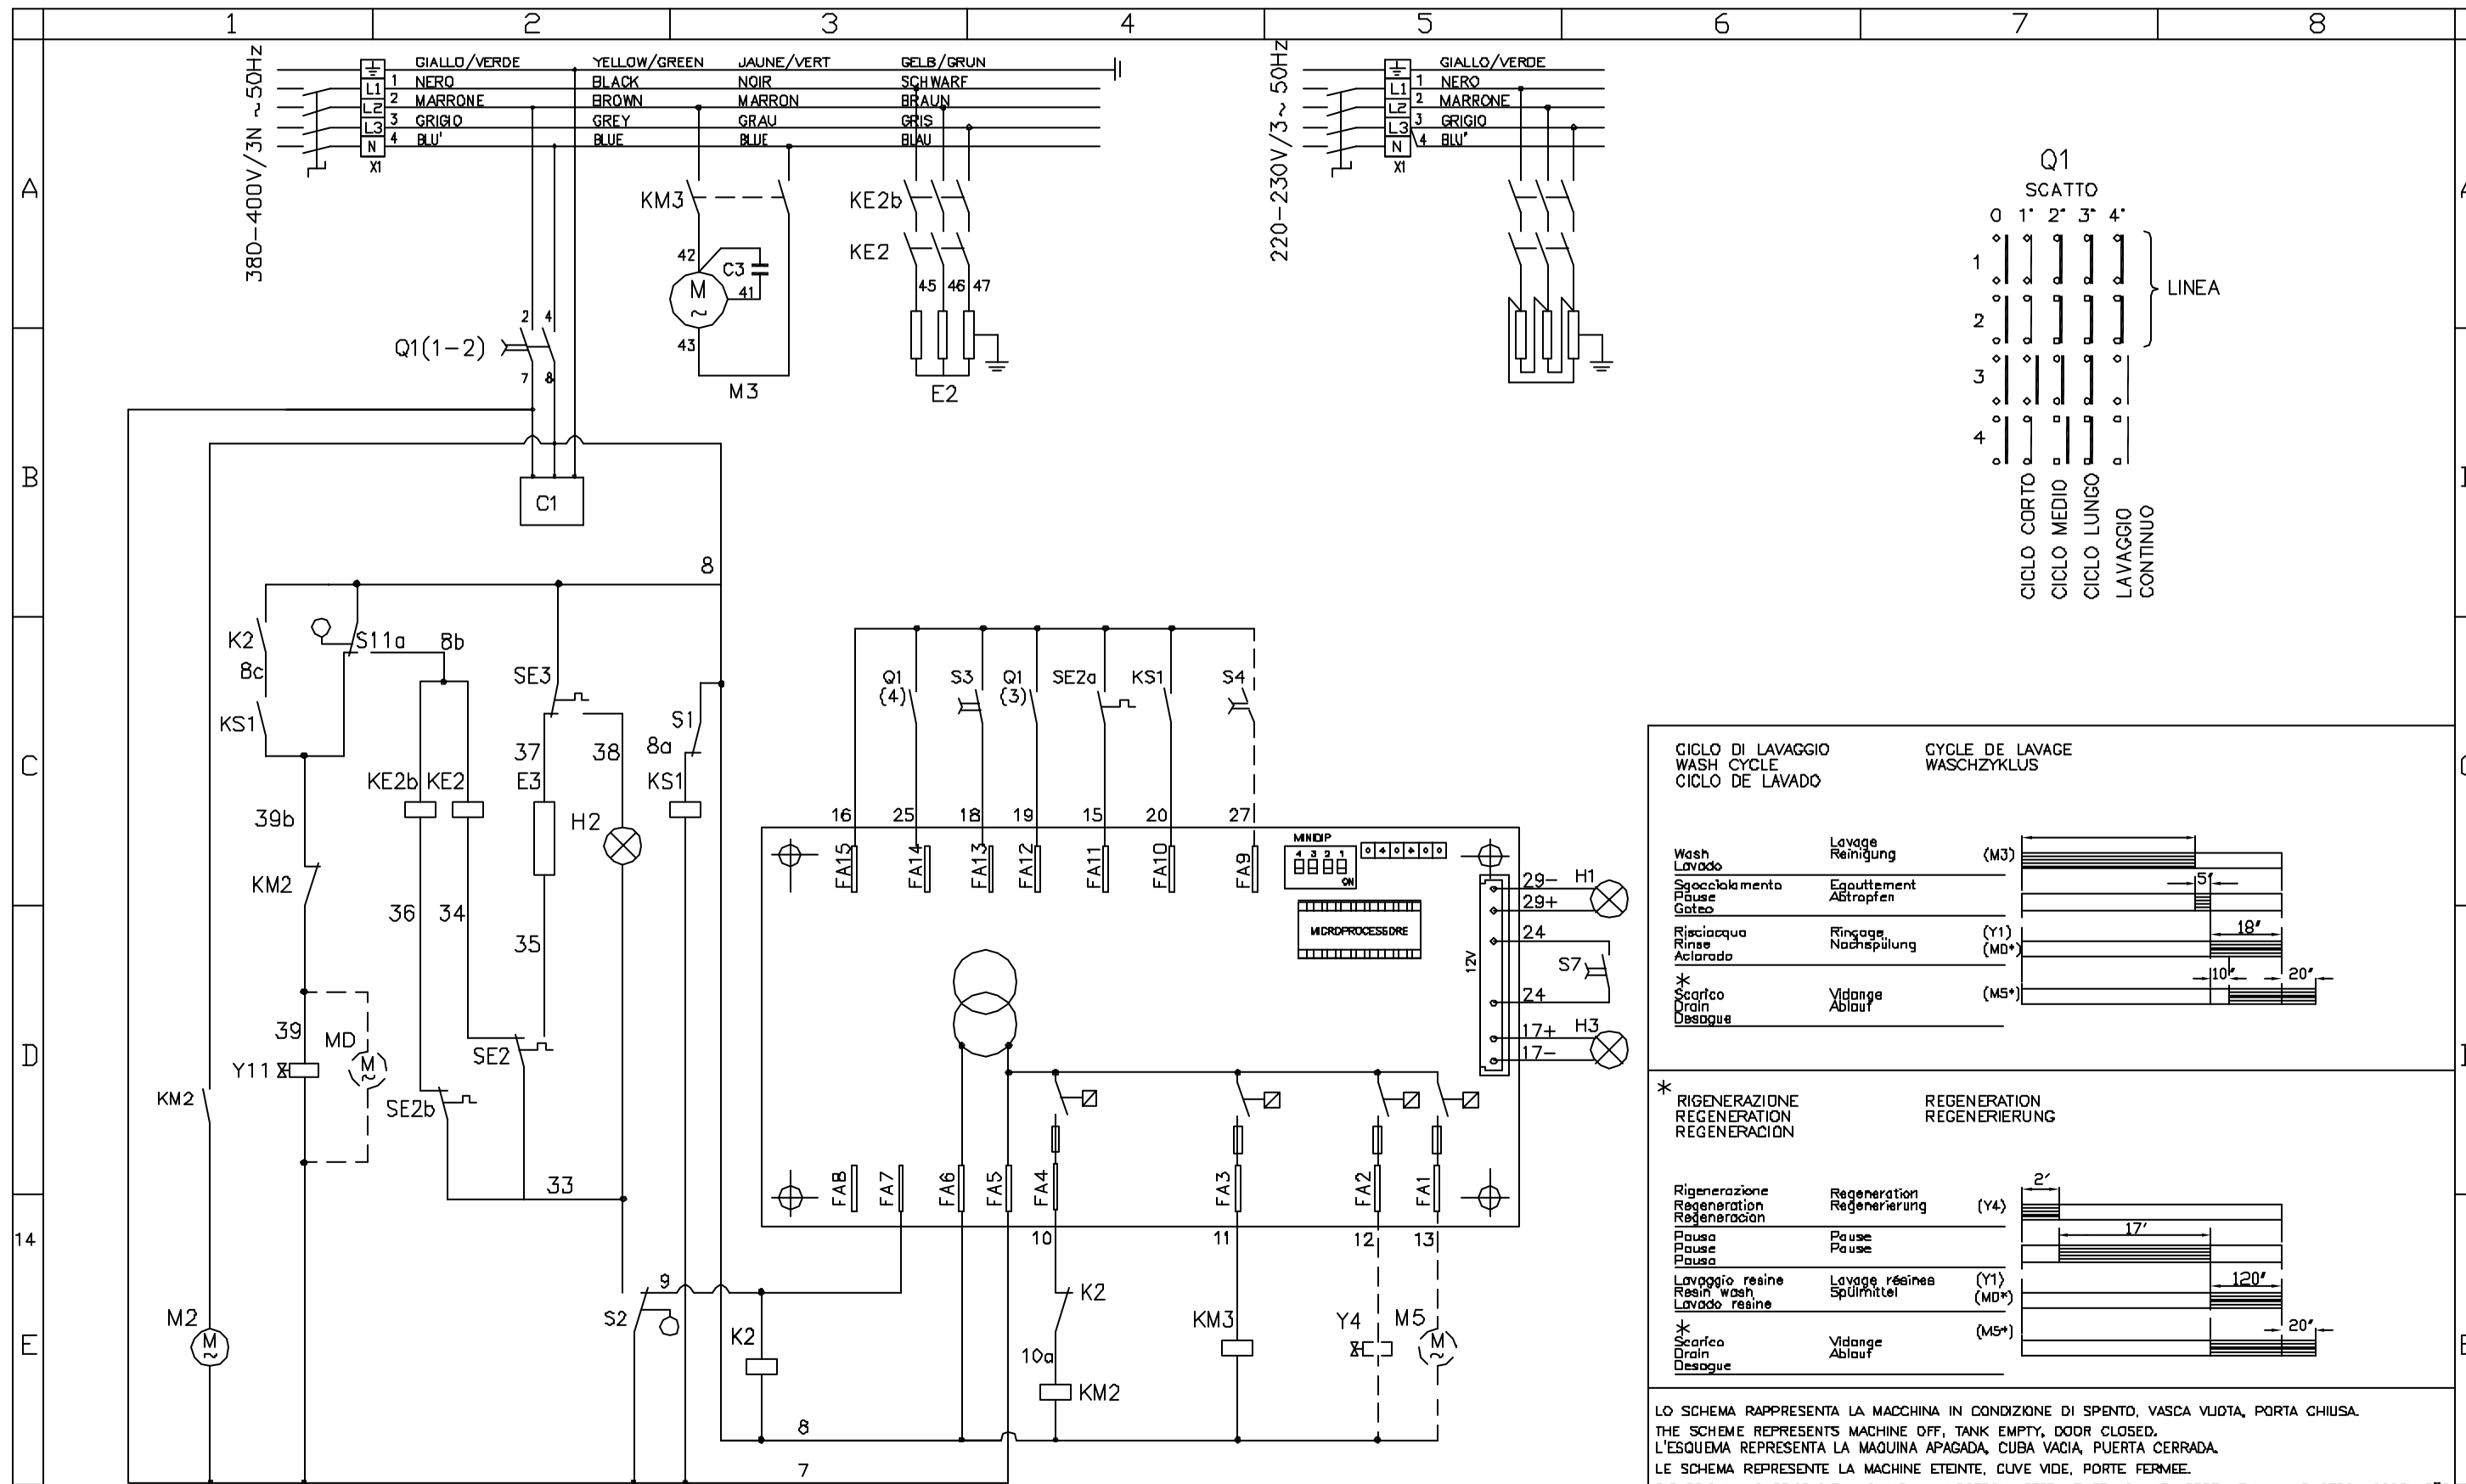 1 2 3 4 5 6 7 8
A
B
C
D
14
E
380-400V/3N ~50Hz
GIALLO/VERDE YELLOW/GREEN JAUNE/VERT GELB/GRUN
L1 1 NERO BLACK NOIR SCHWARF
L2 2 MARRONE BROWN MARRON BRAUN
L3 3 GRIGIO GREY GRAU GRIS
N 4 BLU' BLUE BLUE BLAU
X1
220-230V/3~ 50Hz
GIALLO/VERDE
L1 1 NERO
L2 2 MARRONE
L3 3 GRIGIO
N 4 BLU'
X1
KM3
42
C3
M
~
41
43
M3
KE2b
KE2
45 46 47
E2
2 4
Q1(1-2)
7 8
C1
Q1
SCATTO
0 1° 2° 3° 4°
1
2
3
4
LINEA
CICLO CORTO
CICLO MEDIO
CICLO LUNGO
LAVAGGIO
CONTINUO
8
K2
8c
KS1
S11a
8b
SE3
S1
8a
KS1
37
38
KE2b KE2 E3
H2
39b
KM2
36 34
35
39
MD
M
~
Y11
SE2
SE2b
KM2
33
M2
M
~
9
S2
K2
Q1
(4)
S3
Q1
(3)
SE2a
KS1
S4
16 25 18 19 15 20 27
FA15 FA14 FA13 FA12 FA11 FA10 FA9
MINIDIP
4 3 2 1
ON
MICROPROCESSORE
12V
29- H1
29+
24
S7
24
17+ H3
17-
FA8 FA7 FA6 FA5 FA4 FA3 FA2 FA1
10 11 12 13
K2
10a
KM2
KM3
Y4
M5
M
~
8
7
CICLO DI LAVAGGIO CYCLE DE LAVAGE
WASH CYCLE WASCHZYKLUS
CICLO DE LAVADO
Lavage
Wash Reinigung (M3)
Lavado
Sgocciolamento Egouttement 5"
Pause Abtropfen
Goteo
Risciacqua Rinçage (Y1) 18"
Rinse Nachspülung (MD*)
Aclarado
* 10" 20"
Scarico Vidange (M5*)
Drain Ablauf
Desague
*
RIGENERAZIONE REGENERATION
REGENERATION REGENERIERUNG
REGENERACION
2'
Rigenerazione Regeneration
Regeneration Regenerierung (Y4)
Regeneracion
Pausa Pause 17'
Pause Pause
Pausa
Lavaggio resine Lavage résines (Y1) 120"
Resin wash Spülmittel (MD*)
Lavado resine
* (M5*) 20"
Scarico Vidange
Drain Ablauf
Desague
LO SCHEMA RAPPRESENTA LA MACCHINA IN CONDIZIONE DI SPENTO, VASCA VUOTA, PORTA CHIUSA.
THE SCHEME REPRESENTS MACHINE OFF, TANK EMPTY, DOOR CLOSED.
L'ESQUEMA REPRESENTA LA MAQUINA APAGADA, CUBA VACIA, PUERTA CERRADA.
LE SCHEMA REPRESENTE LA MACHINE ETEINTE, CUVE VIDE, PORTE FERMEE.